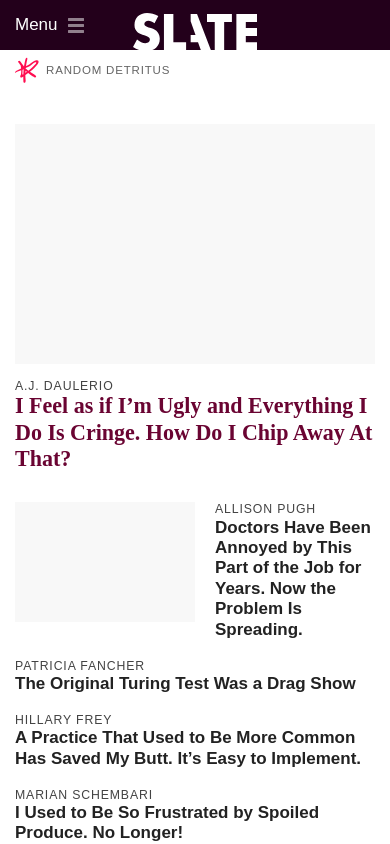 Menu
SLATE
RANDOM DETRITUS
A.J. DAULERIO
I Feel as if I’m Ugly and Everything I
Do Is Cringe. How Do I Chip Away At
That?
ALLISON PUGH
Doctors Have Been
Annoyed by This
Part of the Job for
Years. Now the
Problem Is
Spreading.
PATRICIA FANCHER
The Original Turing Test Was a Drag Show
HILLARY FREY
A Practice That Used to Be More Common
Has Saved My Butt. It’s Easy to Implement.
MARIAN SCHEMBARI
I Used to Be So Frustrated by Spoiled
Produce. No Longer!